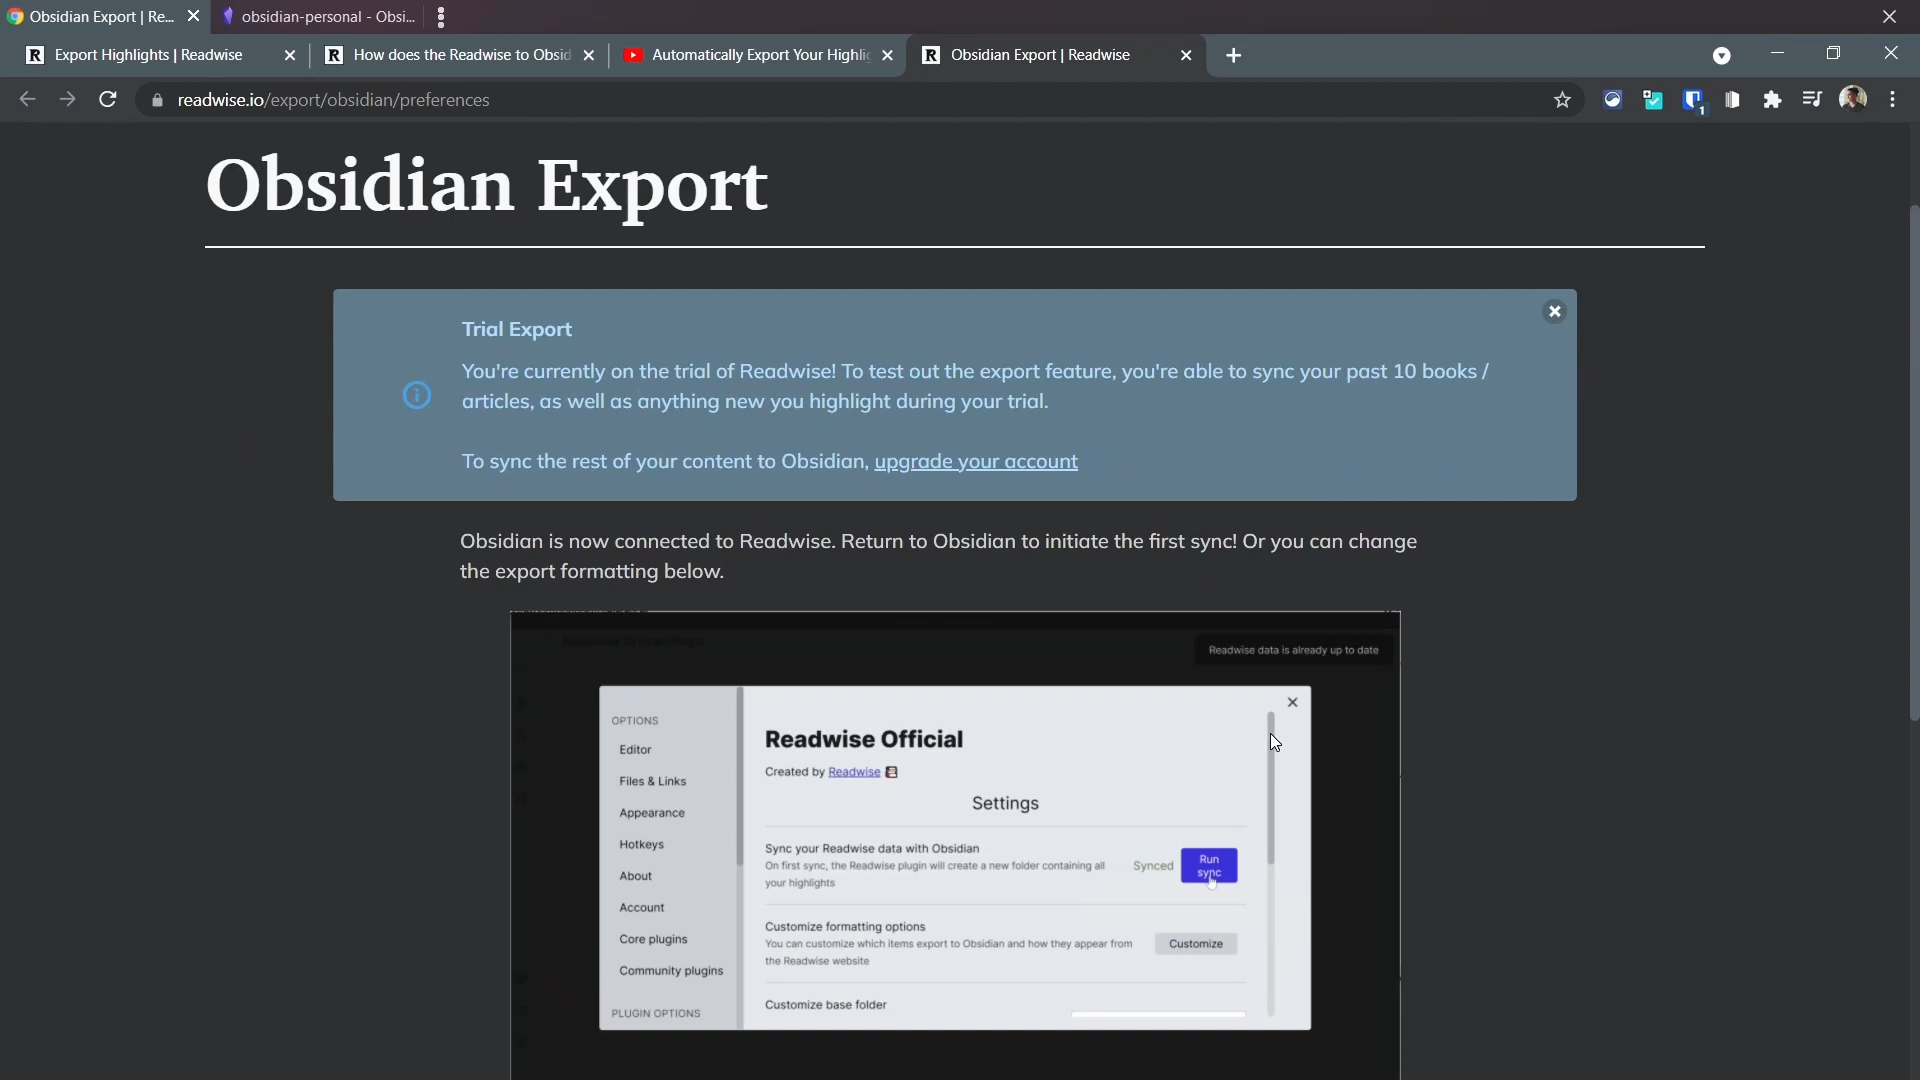 Obsidian Export | Re...
obsidian-personal - Obsi...
Export Highlights | Readwise
How does the Readwise to Obsid
Automatically Export Your Highlig
Obsidian Export | Readwise
readwise.io/export/obsidian/preferences
1
Obsidian Export
Trial Export
You're currently on the trial of Readwise! To test out the export feature, you're able to sync your past 10 books /
articles, as well as anything new you highlight during your trial.
To sync the rest of your content to Obsidian, upgrade your account
Obsidian is now connected to Readwise. Return to Obsidian to initiate the first sync! Or you can change
the export formatting below.
Readwise data is already up to date
OPTIONS
Editor
Files & Links
Appearance
Hotkeys
About
Account
Core plugins
Community plugins
PLUGIN OPTIONS
Readwise Official
Created by Readwise
Settings
Sync your Readwise data with Obsidian
On first sync, the Readwise plugin will create a new folder containing all
your highlights
Synced
Run
sync
Customize formatting options
You can customize which items export to Obsidian and how they appear from
the Readwise website
Customize
Customize base folder